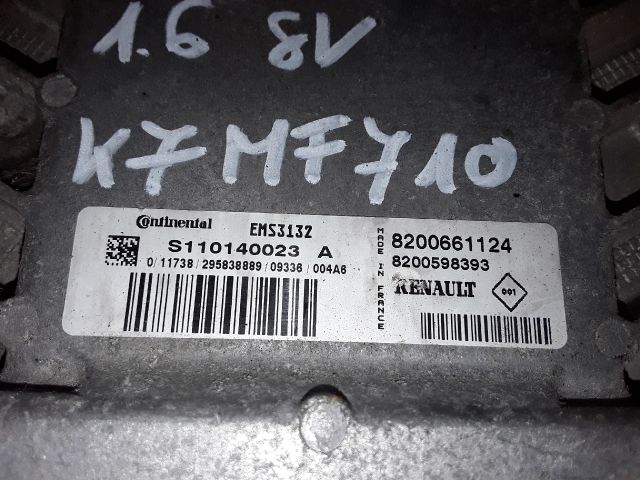 1.6 8V
K7MF710
Continental EMS3132
S110140023 A
0/11738/295838889/09336/004A6
MADE IN FRANCE
8200661124
8200598393
RENAULT 001